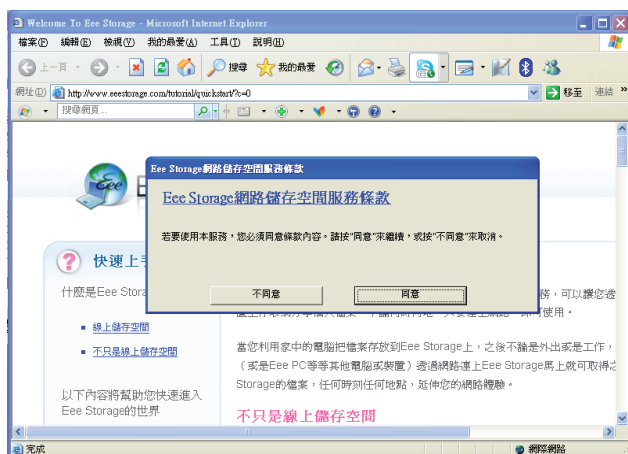 Welcome To Eee Storage - Microsoft Internet Explorer
檔案(F) 編輯(E) 檢視(V) 我的最愛(A) 工具(T) 說明(H)
上一頁 搜尋 我的最愛
網址(D) http://www.eeestorage.com/tutorial/quickstart/?c=0 移至 連結 »
搜尋網頁...
Eee
Eee Storage網路儲存空間服務條款
Eee Storage網路儲存空間服務條款
若要使用本服務，您必須同意條款內容。請按"同意"來繼續，或按"不同意"來取消。
不同意 同意
快速上手
什麼是Eee Stora
線上儲存空間
不只是線上儲存空間
以下內容將幫助您快速進入
Eee Storage的世界
務，可以讓您透
使用。
當您利用家中的電腦把檔案存放到Eee Storage上，之後不論是外出或是工作，
（或是Eee PC等等其他電腦或裝置）透過網路連上Eee Storage馬上就可取得之
Storage的檔案，任何時刻任何地點，延伸您的網路體驗。
不只是線上儲存空間
完成 網際網路